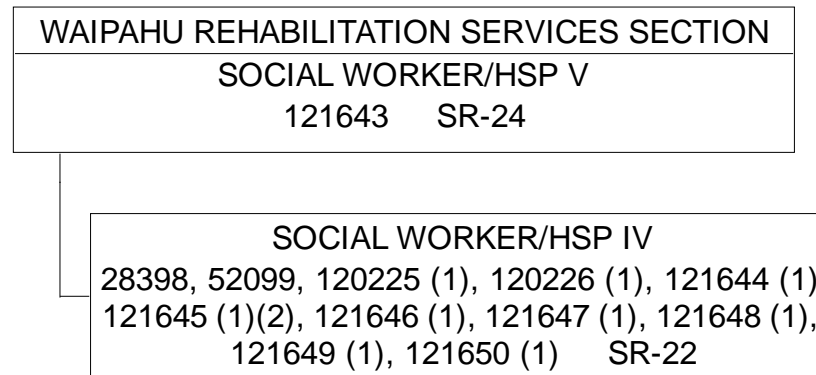 WAIPAHU REHABILITATION SERVICES SECTION
SOCIAL WORKER/HSP V
121643 SR-24
SOCIAL WORKER/HSP IV
28398, 52099, 120225 (1), 120226 (1), 121644 (1)
121645 (1)(2), 121646 (1), 121647 (1), 121648 (1),
121649 (1), 121650 (1) SR-22